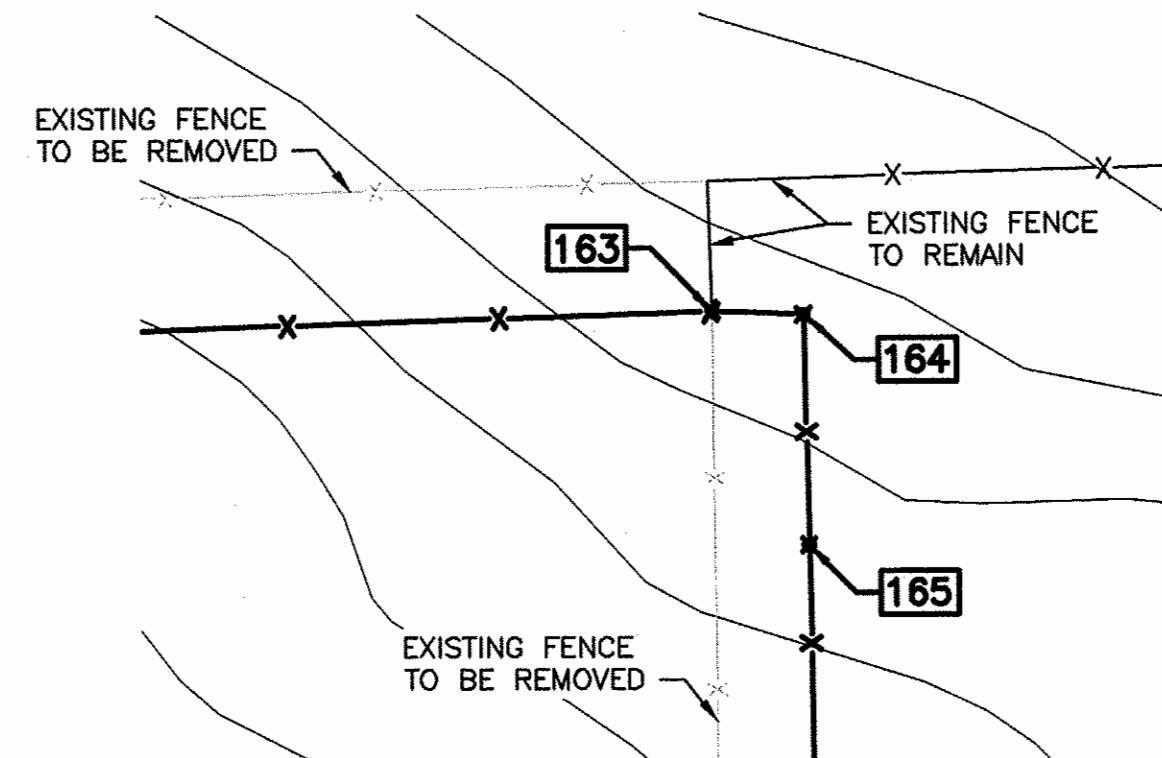 EXISTING FENCE
TO BE REMOVED
EXISTING FENCE
TO REMAIN
163
164
165
EXISTING FENCE
TO BE REMOVED